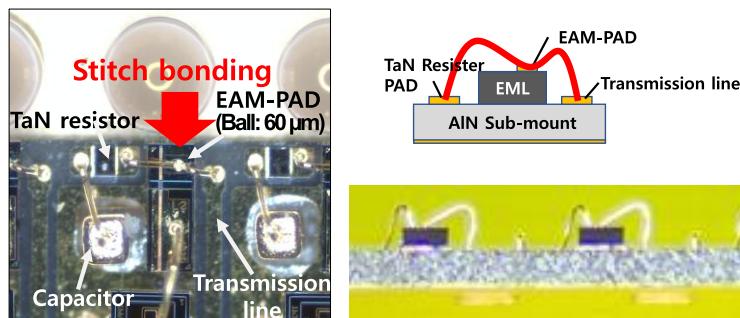 Stitch bonding
EAM-PAD
(Ball: 60 μm)
TaN resistor
Capacitor
Transmission
line
EAM-PAD
TaN Resister
PAD
EML
Transmission line
AlN Sub-mount